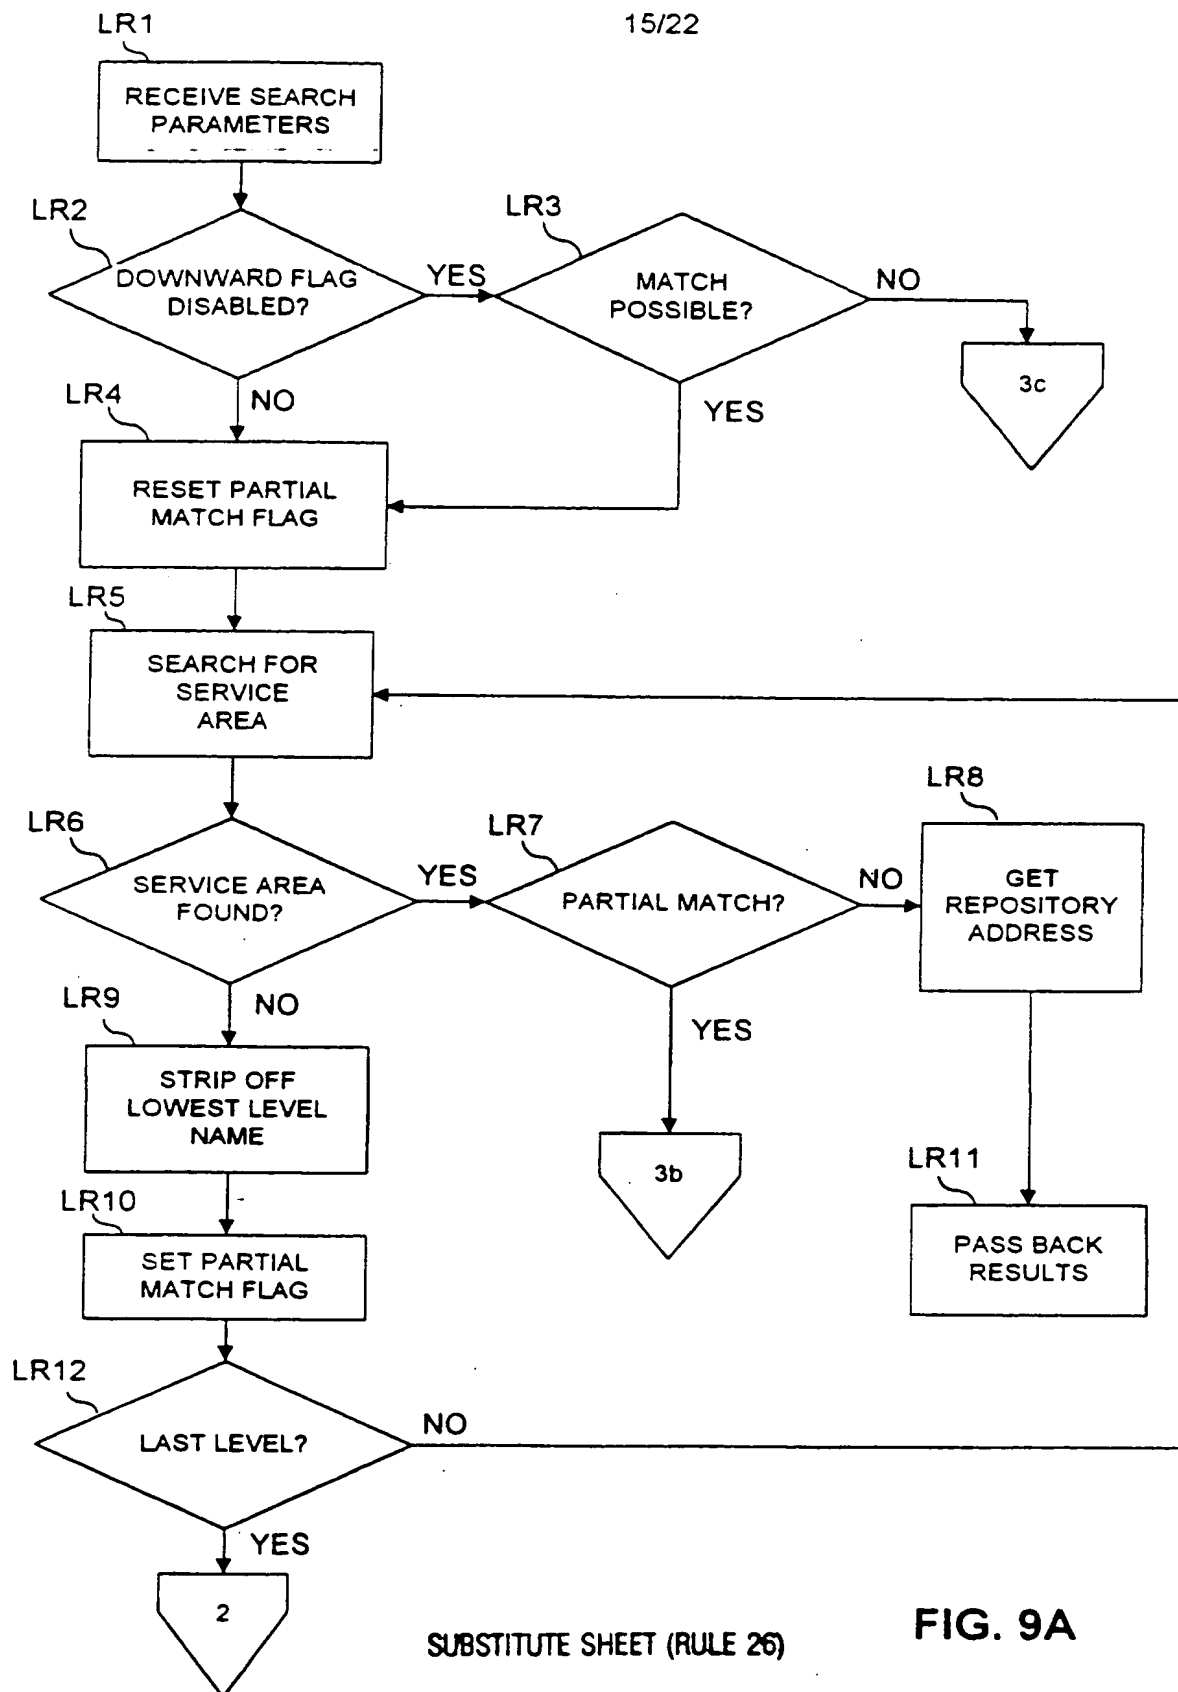 LR1
15/22
RECEIVE SEARCH
PARAMETERS
LR2
DOWNWARD FLAG
DISABLED?
YES
LR3
MATCH
POSSIBLE?
NO
3c
NO
YES
LR4
RESET PARTIAL
MATCH FLAG
LR5
SEARCH FOR
SERVICE
AREA
LR6
SERVICE AREA
FOUND?
YES
LR7
PARTIAL MATCH?
NO
LR8
GET
REPOSITORY
ADDRESS
NO
YES
LR9
STRIP OFF
LOWEST LEVEL
NAME
3b
LR11
PASS BACK
RESULTS
LR10
SET PARTIAL
MATCH FLAG
LR12
LAST LEVEL?
NO
YES
2
SUBSTITUTE SHEET (RULE 26)
FIG. 9A